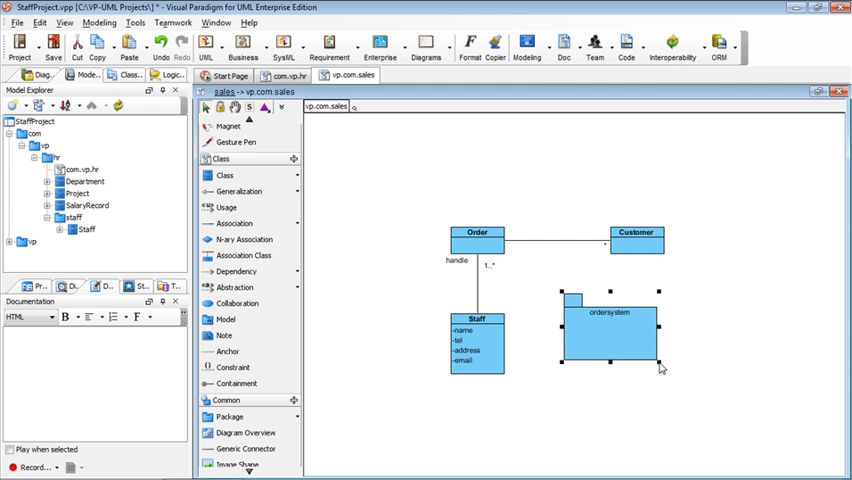 StaffProject.vpp [C:\VP-UML Projects\] * - Visual Paradigm for UML Enterprise Edition
File Edit View Modeling Tools Teamwork Window Help
Project Save Cut Copy Paste Undo Redo UML Business SysML Requirement Enterprise Diagrams Format Copier Modeling Doc Team Code Interoperability ORM
Diag... Mode... Class... Logic... Start Page com.vp.hr vp.com.sales
Model Explorer
sales -> vp.com.sales
vp.com.sales
StaffProject
com
vp
hr
com.vp.hr
Department
Project
SalaryRecord
staff
Staff
vp
Pr... Di... D... St... T...
Documentation
HTML B I F
Play when selected
Record...
Magnet
Gesture Pen
Class
Class
Generalization
Usage
Association
N-ary Association
Association Class
Dependency
Abstraction
Collaboration
Model
Note
Anchor
Constraint
Containment
Common
Package
Diagram Overview
Generic Connector
Image Shape
Order
Customer
*
handle
1..*
Staff
-name
-tel
-address
-email
ordersystem